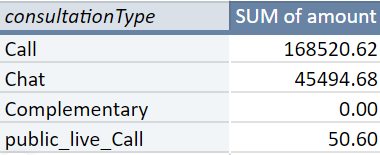 consultationType SUM of amount
Call 168520.62
Chat 45494.68
Complementary 0.00
public_live_Call 50.60